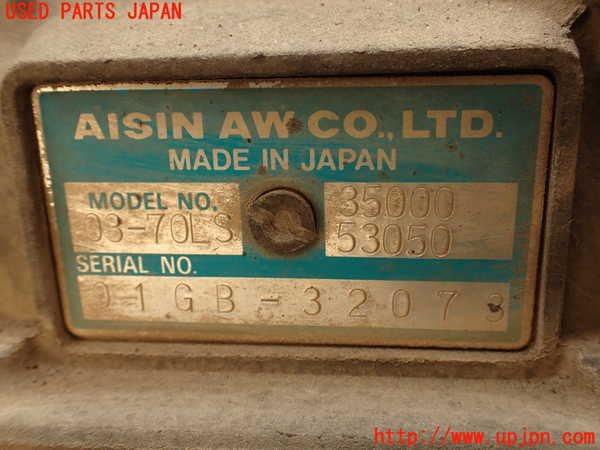 USED PARTS JAPAN
AISIN AW CO., LTD.
MADE IN JAPAN
MODEL NO.
03-70LS
35000
53050
SERIAL NO.
01GB-32073
http://www.upjpn.com/